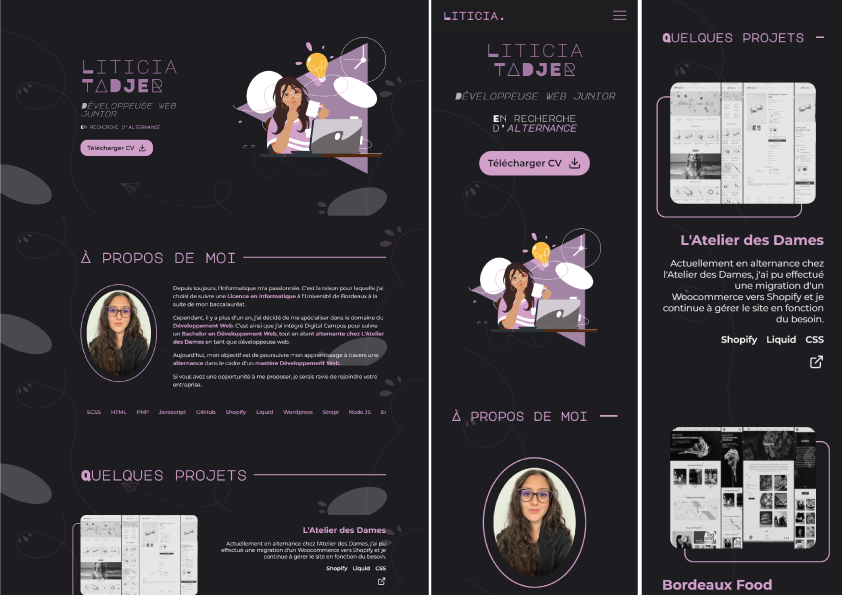 LITICIA
TADJER
DÉVELOPPEUSE WEB
JUNIOR
EN RECHERCHE D'ALTERNANCE
Télécharger CV
À PROPOS DE MOI
Depuis toujours, l'Informatique m'a passionnée. C'est la raison pour laquelle j'ai
choisi de suivre une Licence en Informatique à l'Université de Bordeaux à la
suite de mon baccalauréat.
Cependant, il y a plus d'un an, j'ai décidé de me spécialiser dans le domaine du
Développement Web. C'est ainsi que j'ai intégré Digital Campus pour suivre
un Bachelor en Développement Web, tout en étant alternante chez L'Atelier
des Dames en tant que développeuse web.
Aujourd'hui, mon objectif est de poursuivre mon apprentissage à travers une
alternance dans le cadre d'un mastère Développement Web.
Si vous avez une opportunité à me proposer, je serais ravie de rejoindre votre
entreprise.
SCSS HTML PHP Javascript GitHub Shopify Liquid Wordpress Strapi Node JS
QUELQUES PROJETS
L'Atelier des Dames
Actuellement en alternance chez l'Atelier des Dames, j'ai pu
effectué une migration d'un Woocommerce vers Shopify et je
continue à gérer le site en fonction du besoin.
Shopify Liquid CSS
LITICIA.
LITICIA
TADJER
DÉVELOPPEUSE WEB JUNIOR
EN RECHERCHE
D'ALTERNANCE
Télécharger CV
À PROPOS DE MOI
QUELQUES PROJETS
L'Atelier des Dames
Actuellement en alternance chez
l'Atelier des Dames, j'ai pu effectué
une migration d'un
Woocommerce vers Shopify et je
continue à gérer le site en fonction
du besoin.
Shopify Liquid CSS
Bordeaux Food